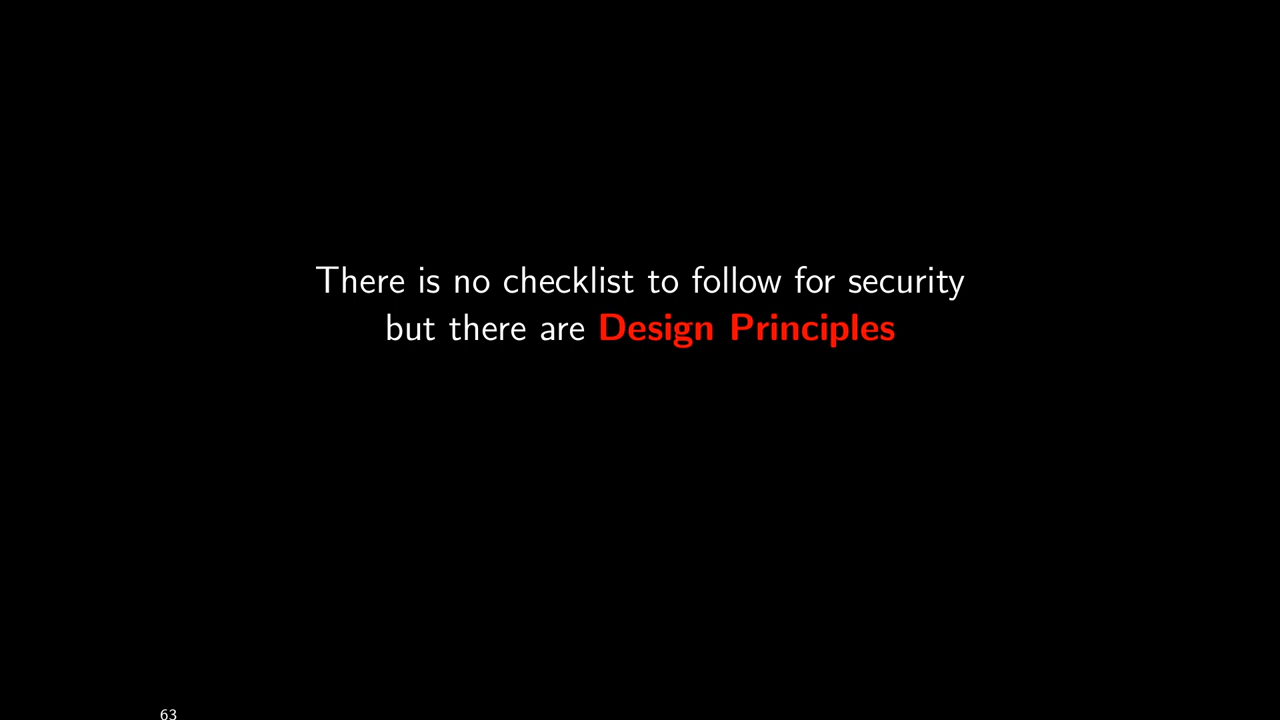 There is no checklist to follow for security
but there are Design Principles
63